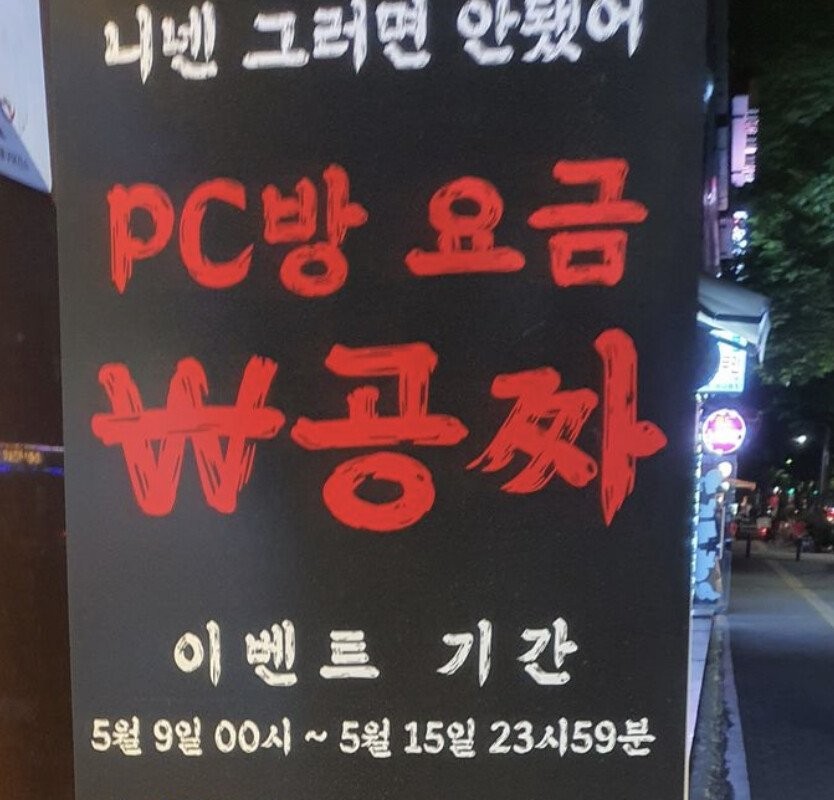 니넨 그러면 안됐어
PC방 요금
₩공짜
이벤트 기간
5월 9일 00시 ~ 5월 15일 23시59분